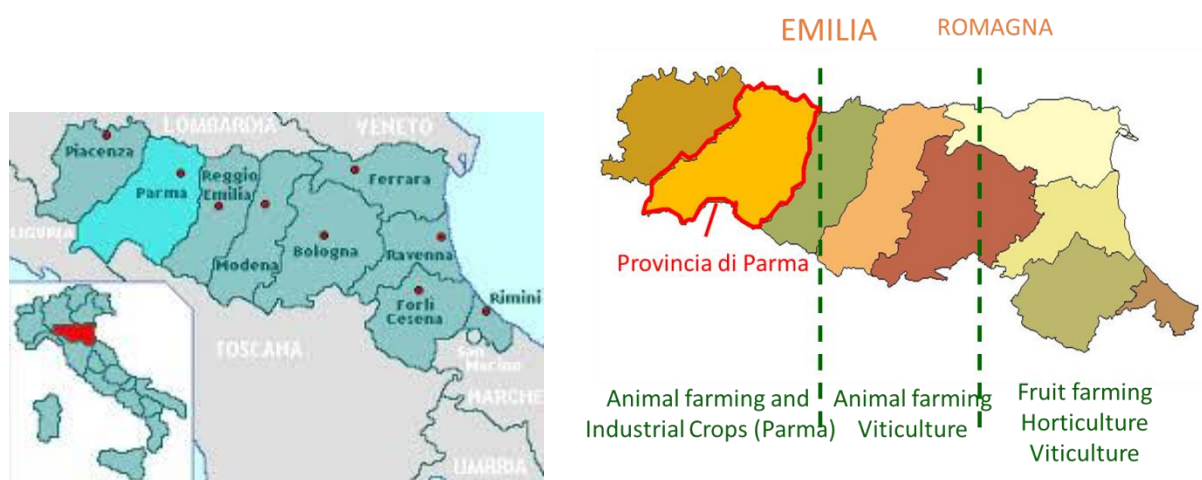 LOMBARDIA
VENETO
Piacenza
Parma
Reggio
Emilia
Ferrara
LIGURIA
Modena
Bologna
Ravenna
Forlì
Cesena
Rimini
TOSCANA
San
Marino
MARCHE
UMBRIA
EMILIA
ROMAGNA
Provincia di Parma
Animal farming and
Industrial Crops (Parma)
Animal farming
Viticulture
Fruit farming
Horticulture
Viticulture